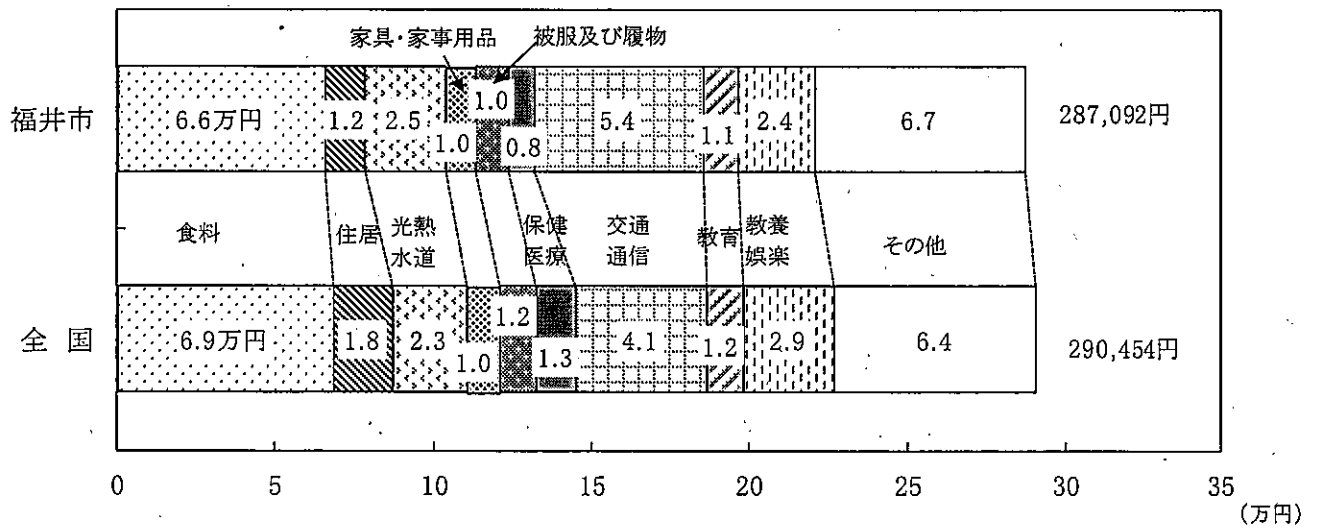 家具・家事用品 被服及び履物
福井市 6.6万円 1.2 2.5 1.0 1.0 0.8 5.4 1.1 2.4 6.7 287,092円
食料 住居 光熱水道 保健医療 交通通信 教育 教養娯楽 その他
全国 6.9万円 1.8 2.3 1.0 1.2 1.3 4.1 1.2 2.9 6.4 290,454円
0 5 10 15 20 25 30 35
(万円)